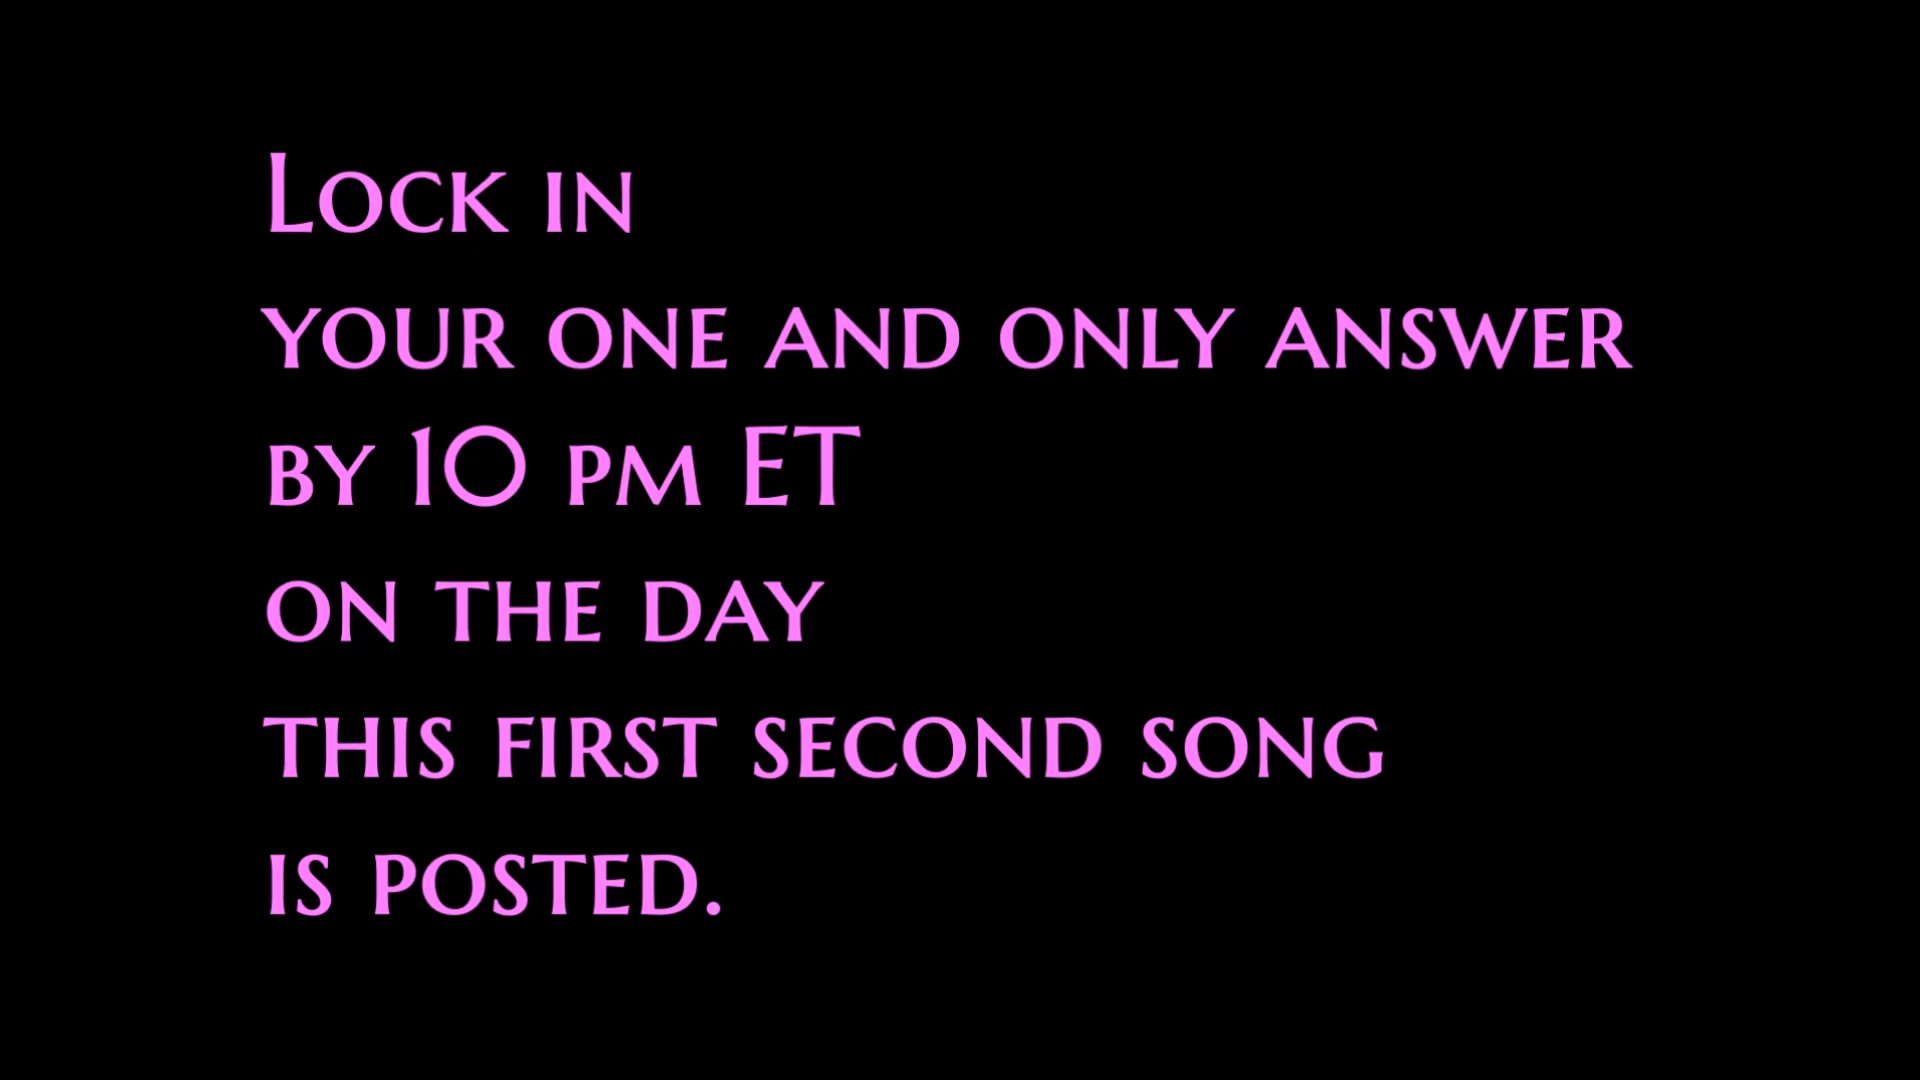 Lock in
your one and only answer
by 10 pm ET
on the day
this first second song
is posted.